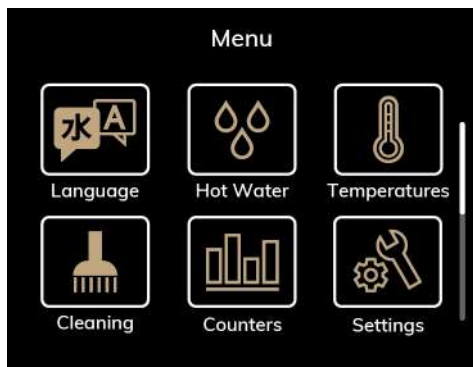 Menu
水 A
Language
Hot Water
Temperatures
Cleaning
Counters
Settings